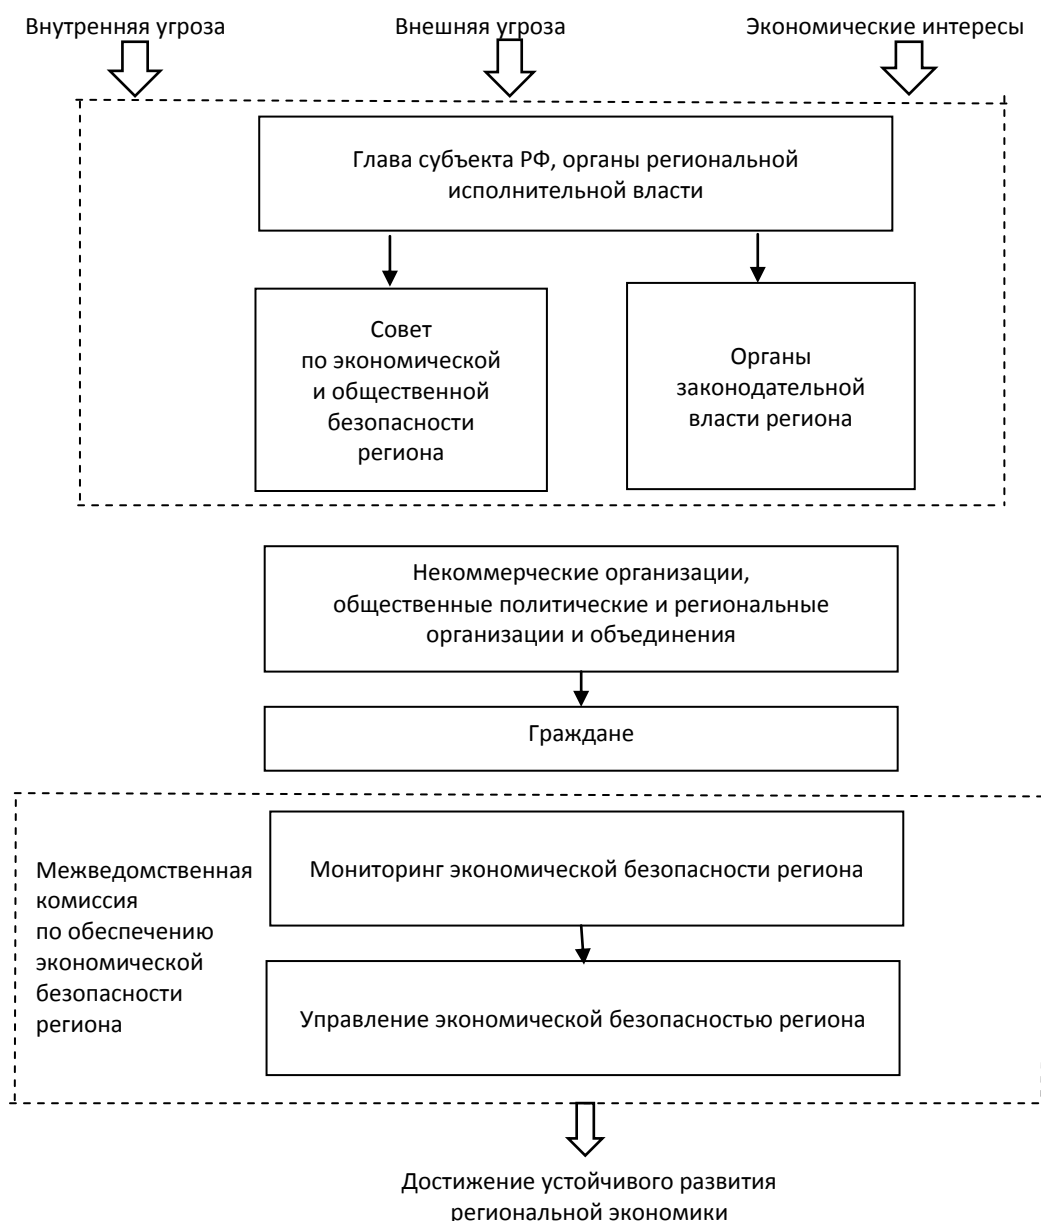 Внутренняя угроза
Внешняя угроза
Экономические интересы
Глава субъекта РФ, органы региональной
исполнительной власти
Совет
по экономической
и общественной
безопасности
региона
Органы
законодательной
власти региона
Некоммерческие организации,
общественные политические и региональные
организации и объединения
Граждане
Межведомственная
комиссия
по обеспечению
экономической
безопасности
региона
Мониторинг экономической безопасности региона
Управление экономической безопасностью региона
Достижение устойчивого развития
региональной экономики